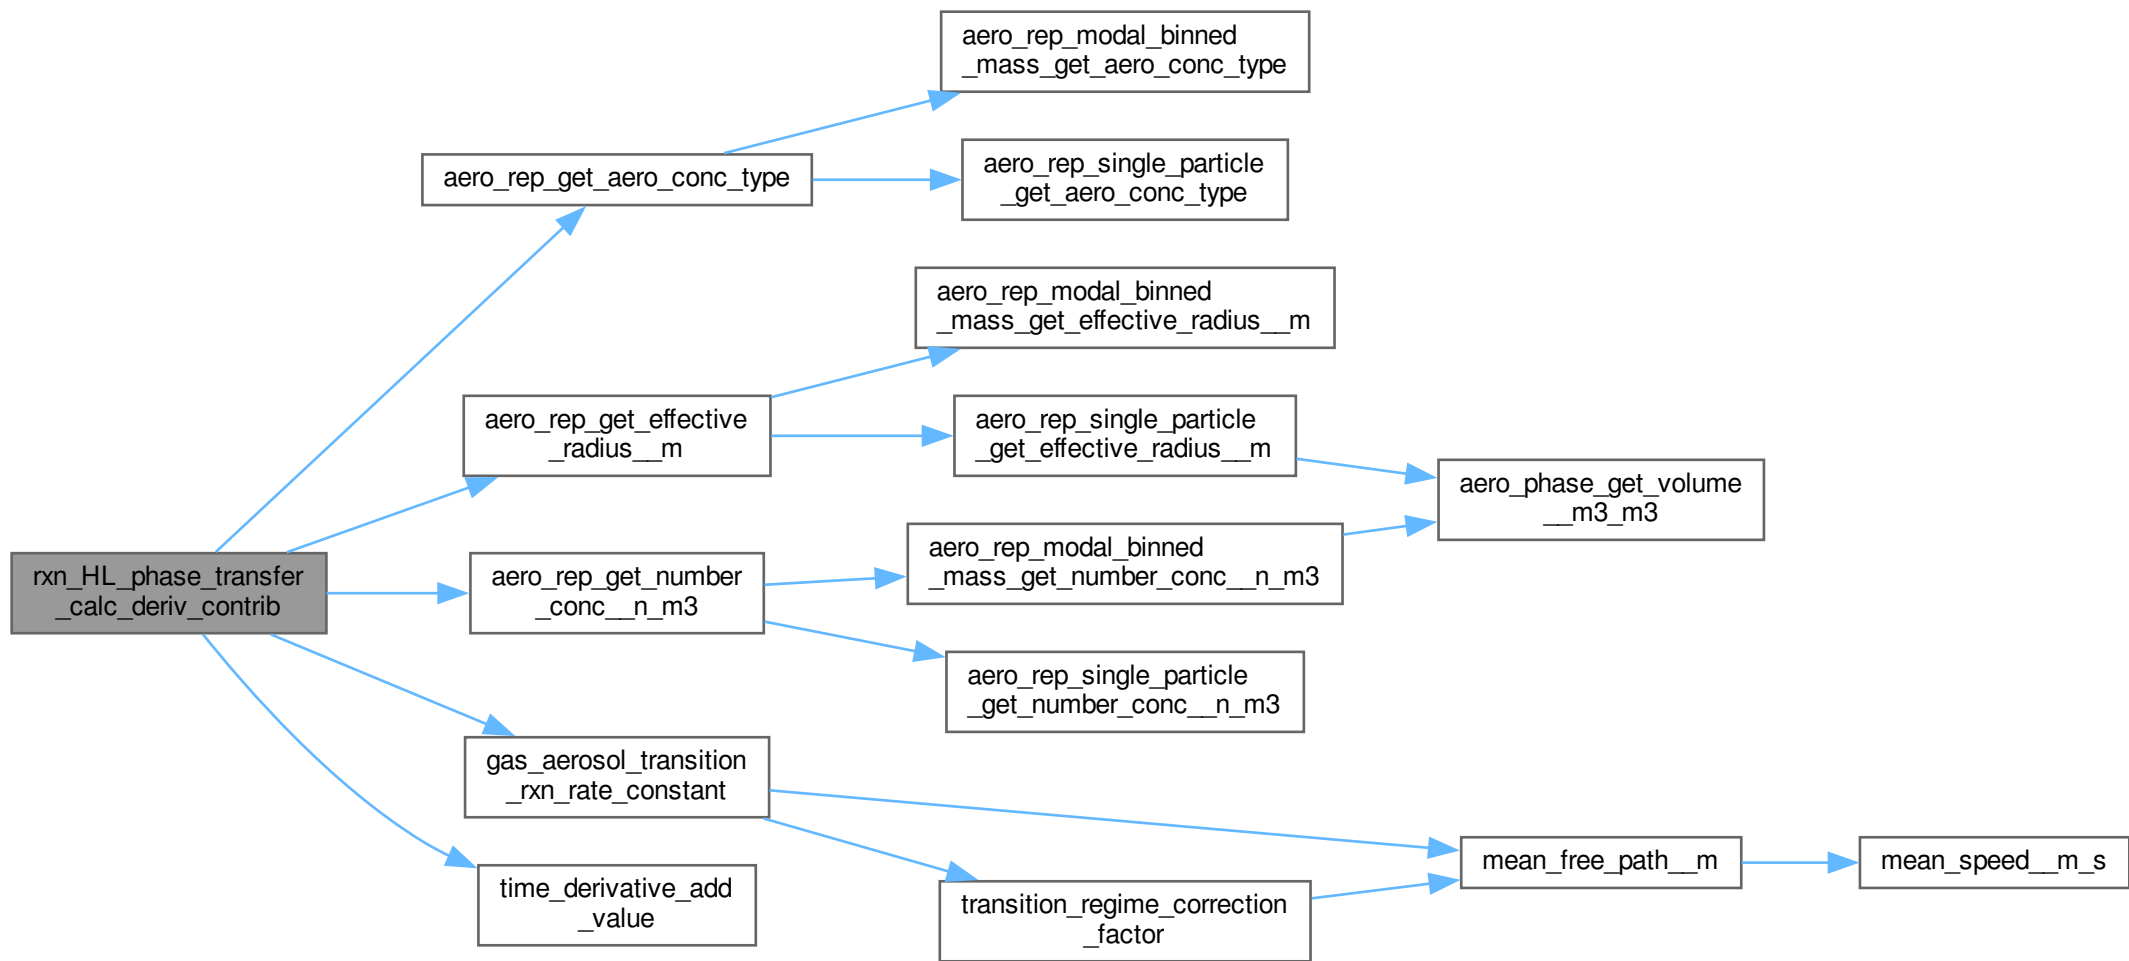 aero_rep_modal_binned
_mass_get_aero_conc_type
aero_rep_get_aero_conc_type
aero_rep_single_particle
_get_aero_conc_type
aero_rep_modal_binned
_mass_get_effective_radius__m
aero_rep_get_effective
_radius__m
aero_rep_single_particle
_get_effective_radius__m
aero_phase_get_volume
__m3_m3
rxn_HL_phase_transfer
_calc_deriv_contrib
aero_rep_get_number
_conc__n_m3
aero_rep_modal_binned
_mass_get_number_conc__n_m3
aero_rep_single_particle
_get_number_conc__n_m3
gas_aerosol_transition
_rxn_rate_constant
mean_free_path__m
mean_speed__m_s
time_derivative_add
_value
transition_regime_correction
_factor